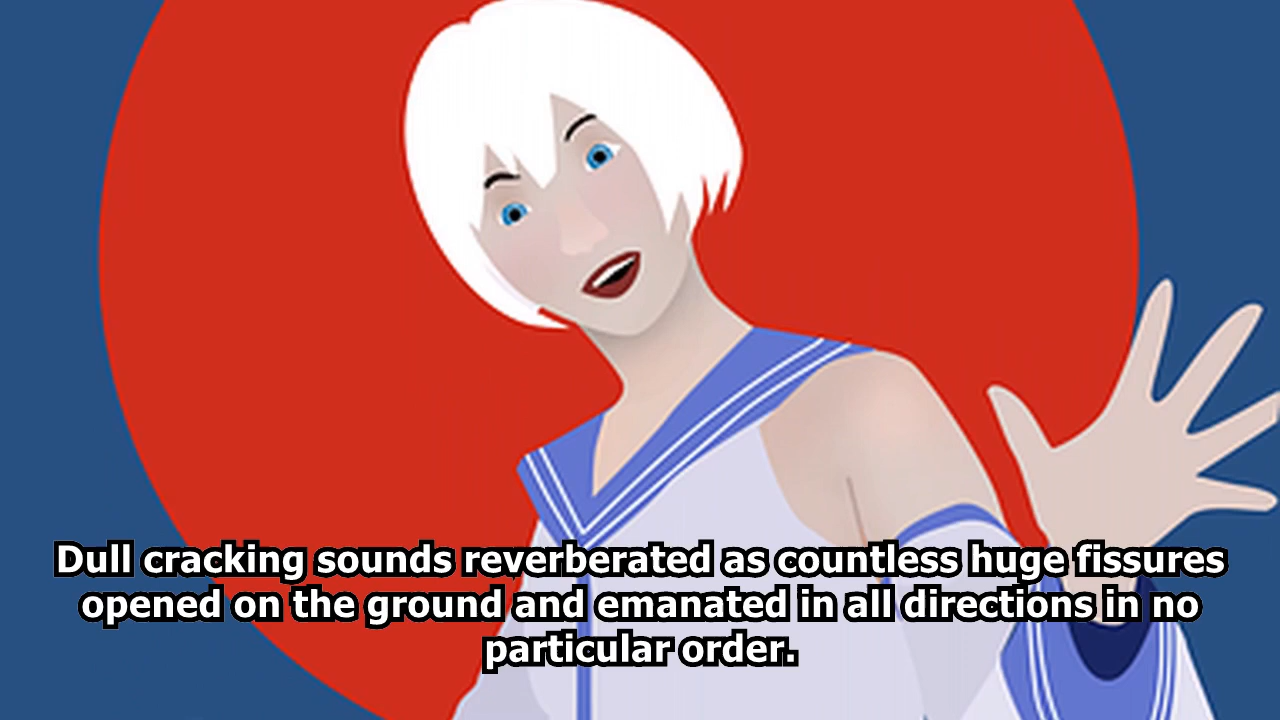 Dull cracking sounds reverberated as countless huge fissures
opened on the ground and emanated in all directions in no
particular order.